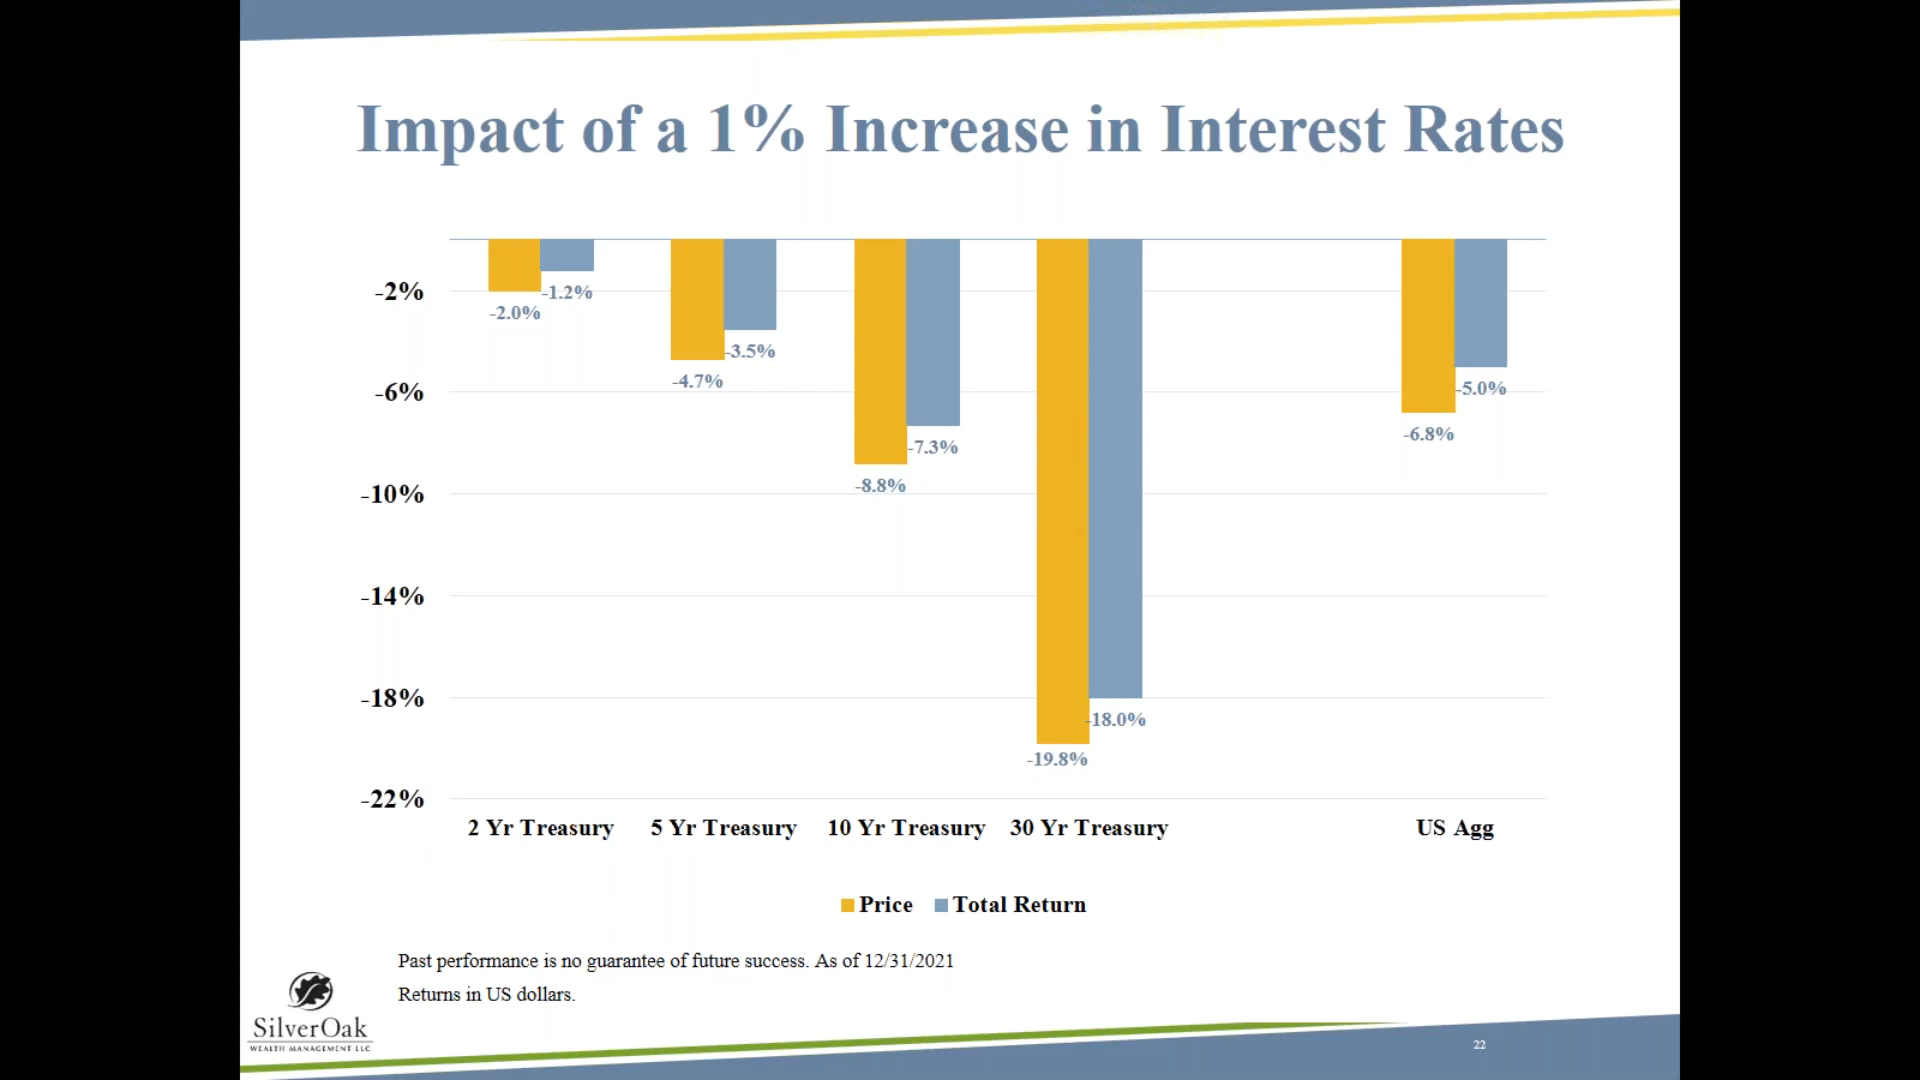 Impact of a 1% Increase in Interest Rates
-2%
-6%
-10%
-14%
-18%
-22%
-2.0%
-1.2%
-4.7%
-3.5%
-8.8%
-7.3%
-19.8%
-18.0%
-6.8%
-5.0%
2 Yr Treasury 5 Yr Treasury 10 Yr Treasury 30 Yr Treasury US Agg
Price Total Return
Past performance is no guarantee of future success. As of 12/31/2021
Returns in US dollars.
SilverOak
WEALTH MANAGEMENT LLC
22